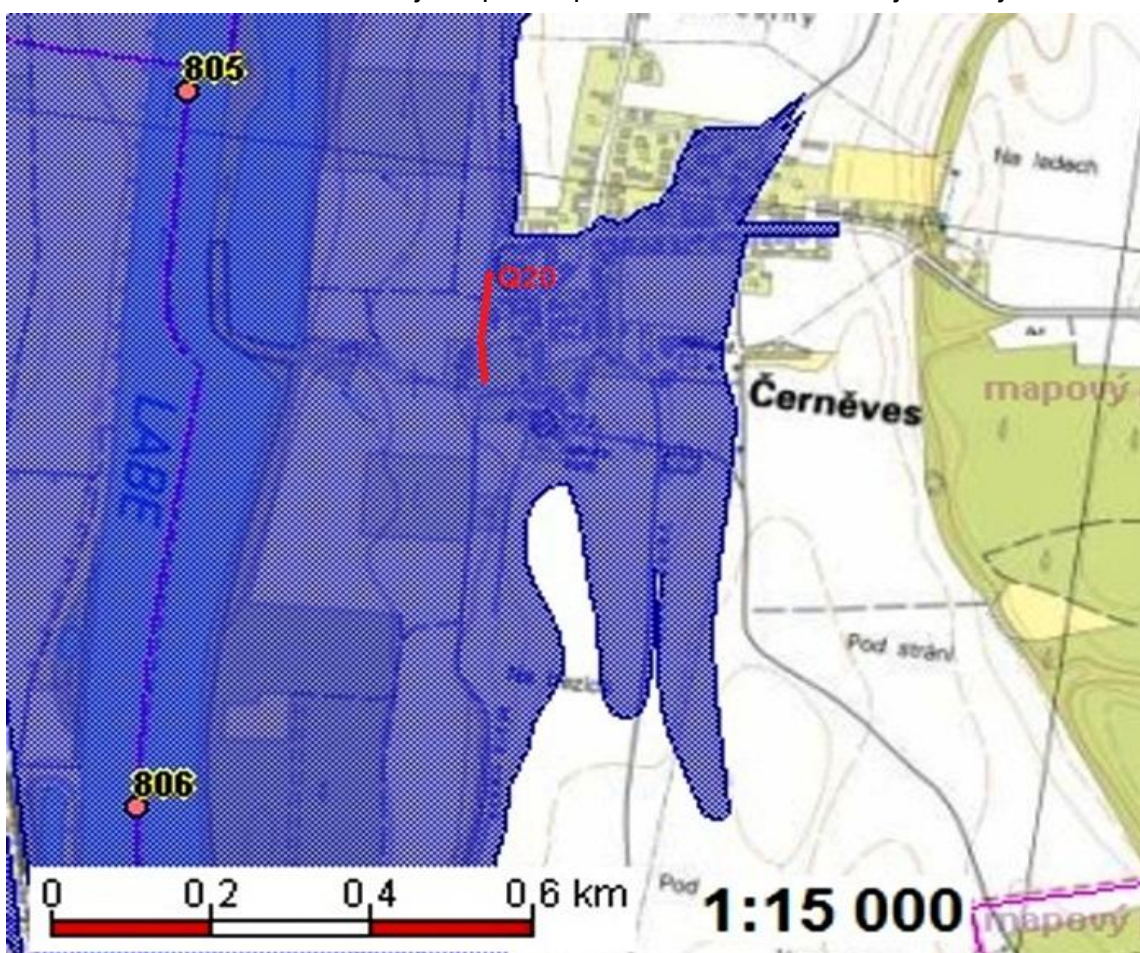 805
Na ladech
Q20
mapový
Černěves
LABE
Pod strání
806
0 0,2 0,4 0,6 km
Pod
1:15 000
mapový